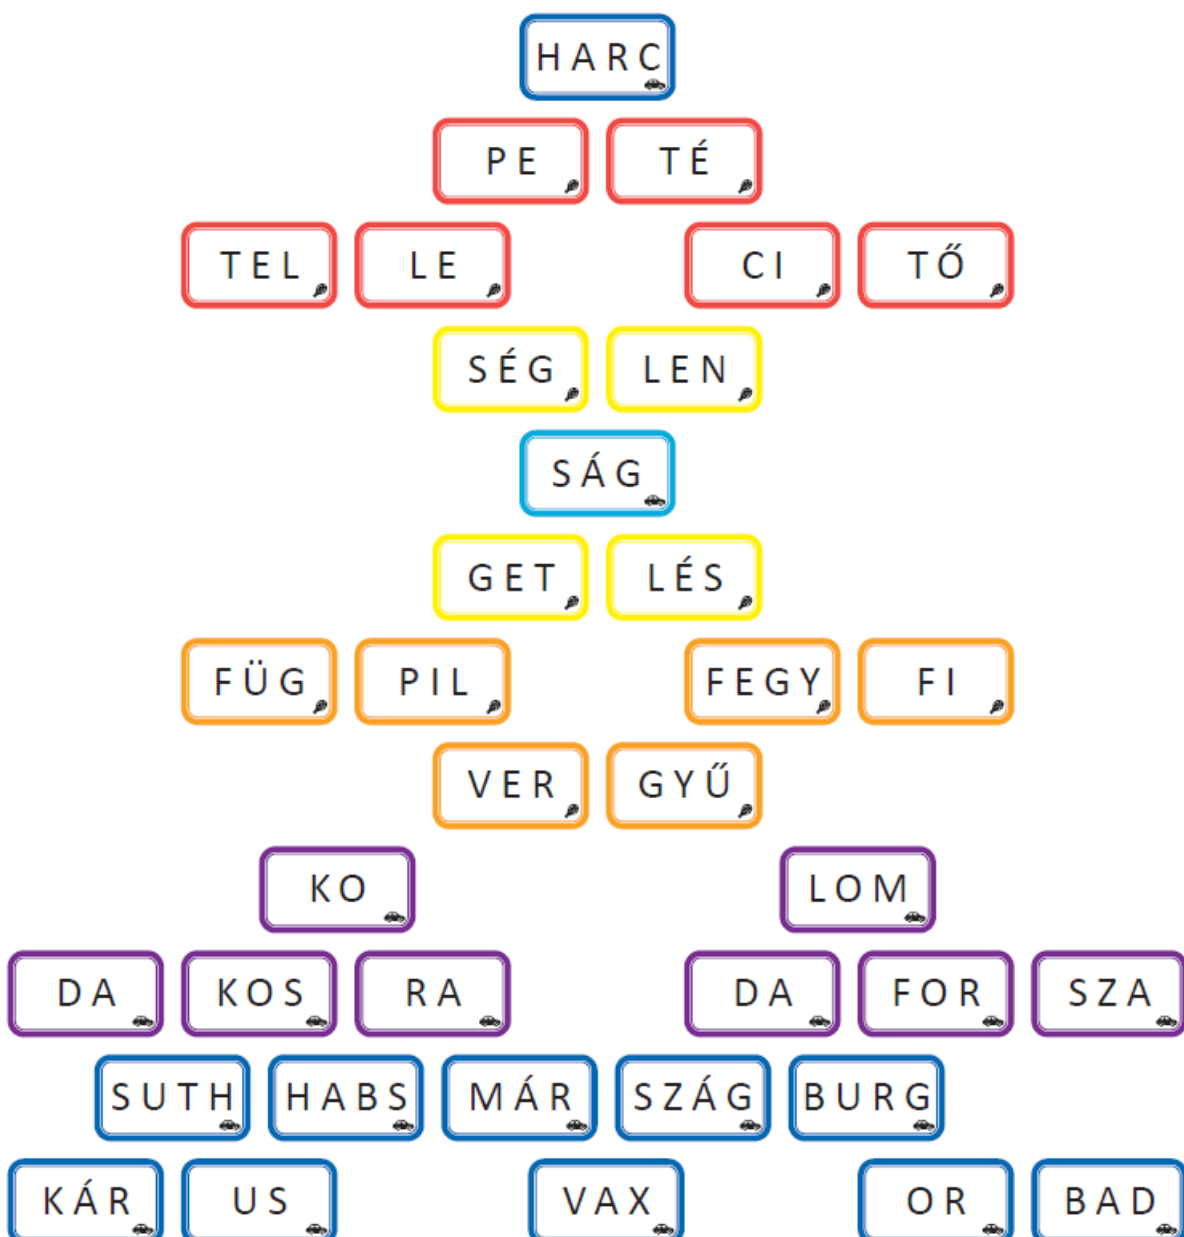 HARC
PE TÉ
TEL LE CI TŐ
SÉG LEN
SÁG
GET LÉS
FÜG PIL FEGY FI
VER GYŰ
KO LOM
DA KOS RA DA FOR SZA
SUTH HABS MÁR SZÁG BURG
KÁR US VAX OR BAD